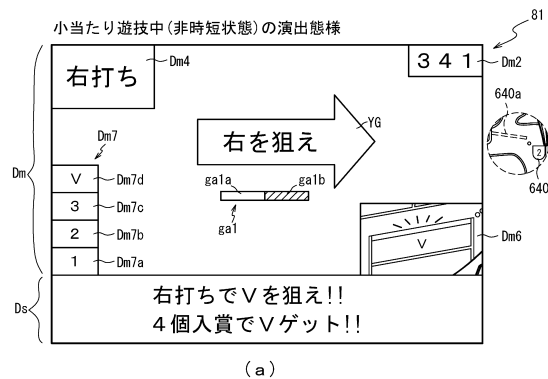 小当たり遊技中(非時短状態)の演出態様
81
右打ち
Dm4
341
Dm2
640a
YG
右を狙え
Dm
Dm7
2
640
V
Dm7d
ga1a
ga1b
3
Dm7c
ga1
2
Dm7b
V
Dm6
1
Dm7a
Ds
右打ちでVを狙え!!
4個入賞でVゲット!!
(a)